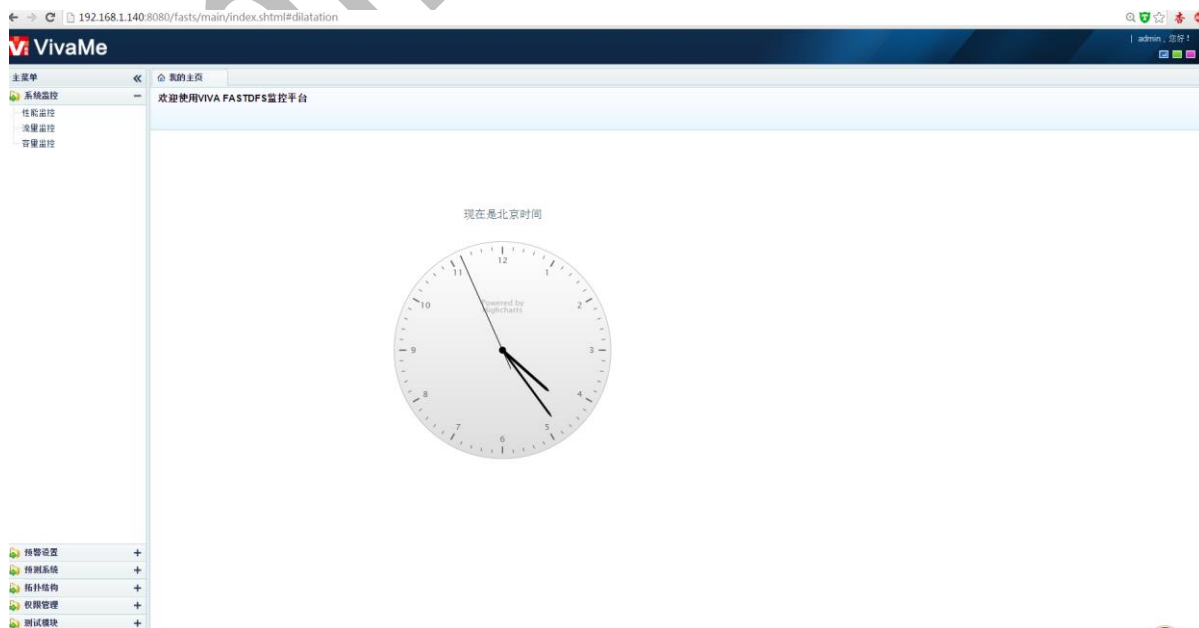 192.168.1.140:8080/fasts/main/index.shtml#dilatation
VivaMe
| admin, 您好!
主菜单
我的主页
系统监控
欢迎使用VIVA FASTDFS监控平台
性能监控
流量监控
容量监控
现在是北京时间
12
11
1
Powered by
Highcharts
10
2
9
3
8
4
7
5
6
预警设置
预测系统
拓扑结构
权限管理
测试模块